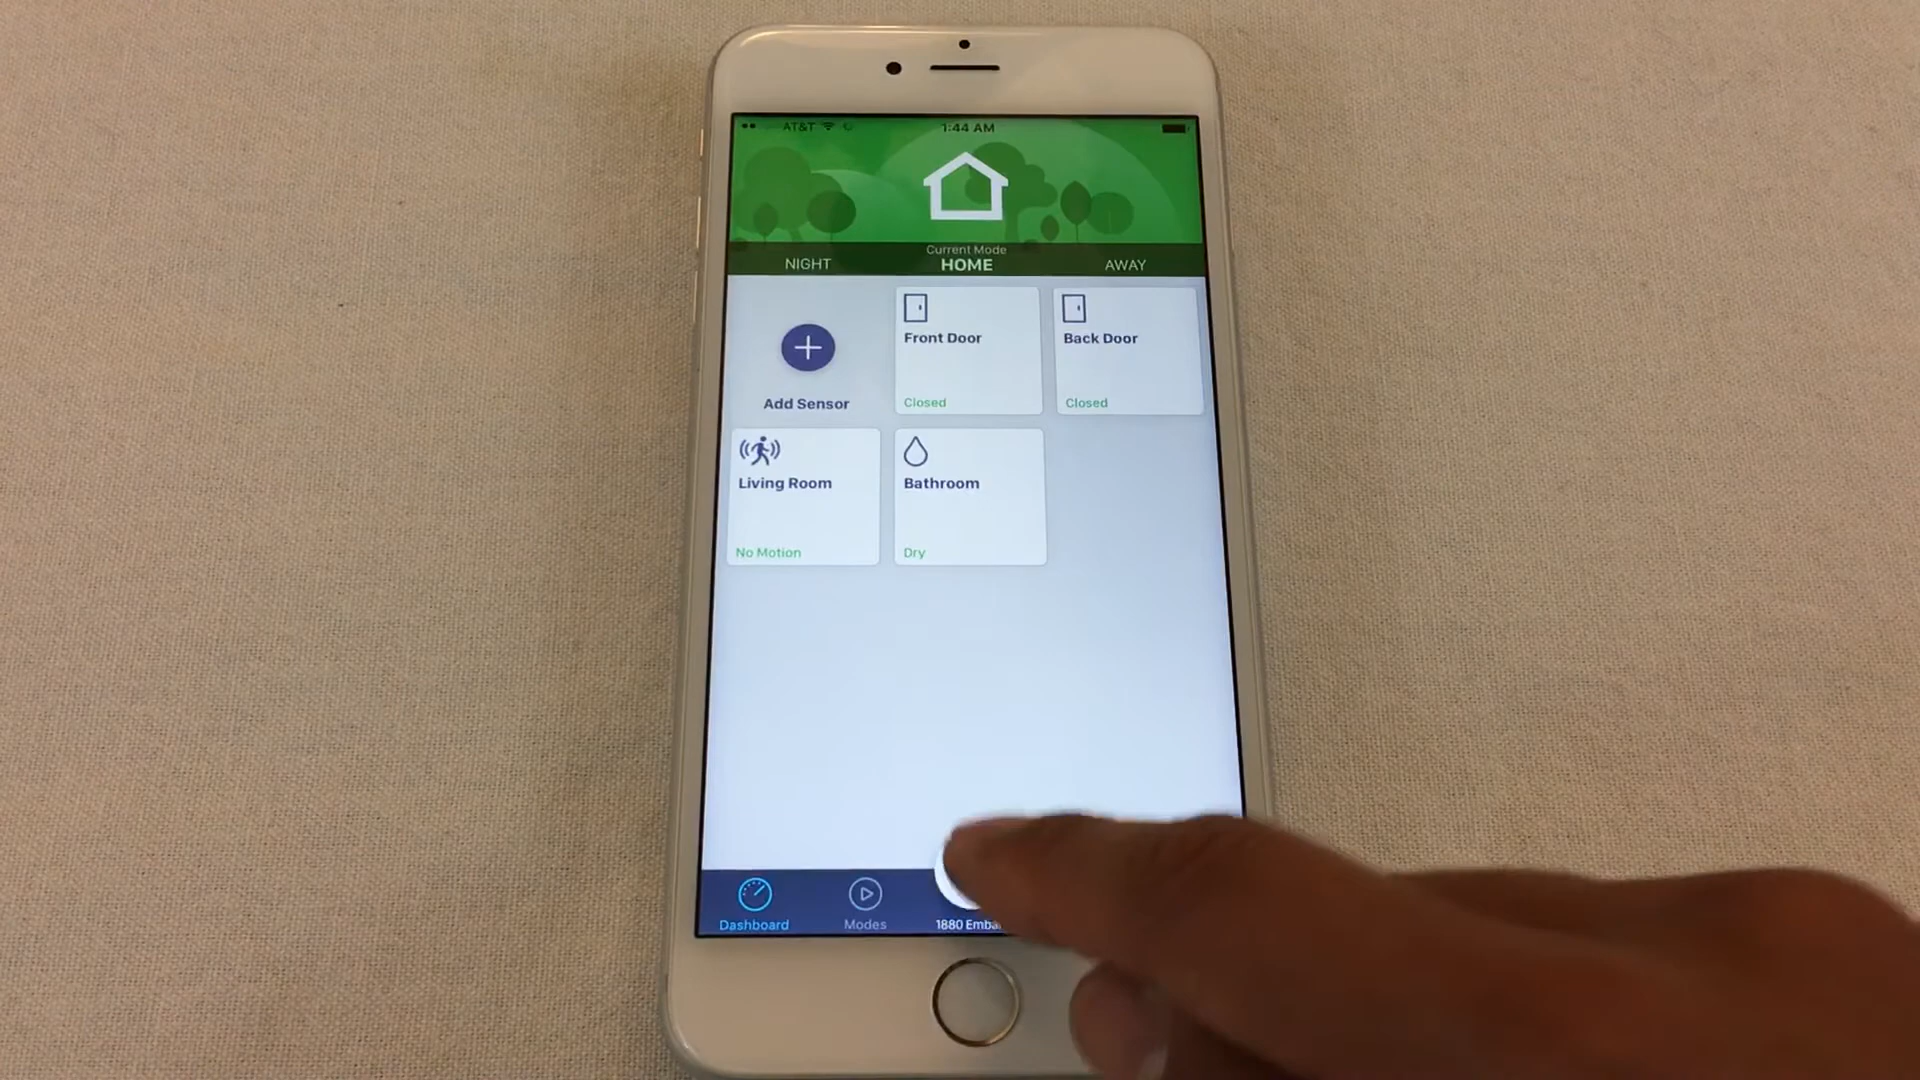 AT&T
1:44 AM
Current Mode
NIGHT HOME AWAY
Add Sensor
Front Door
Closed
Back Door
Closed
Living Room
No Motion
Bathroom
Dry
Dashboard
Modes
1880